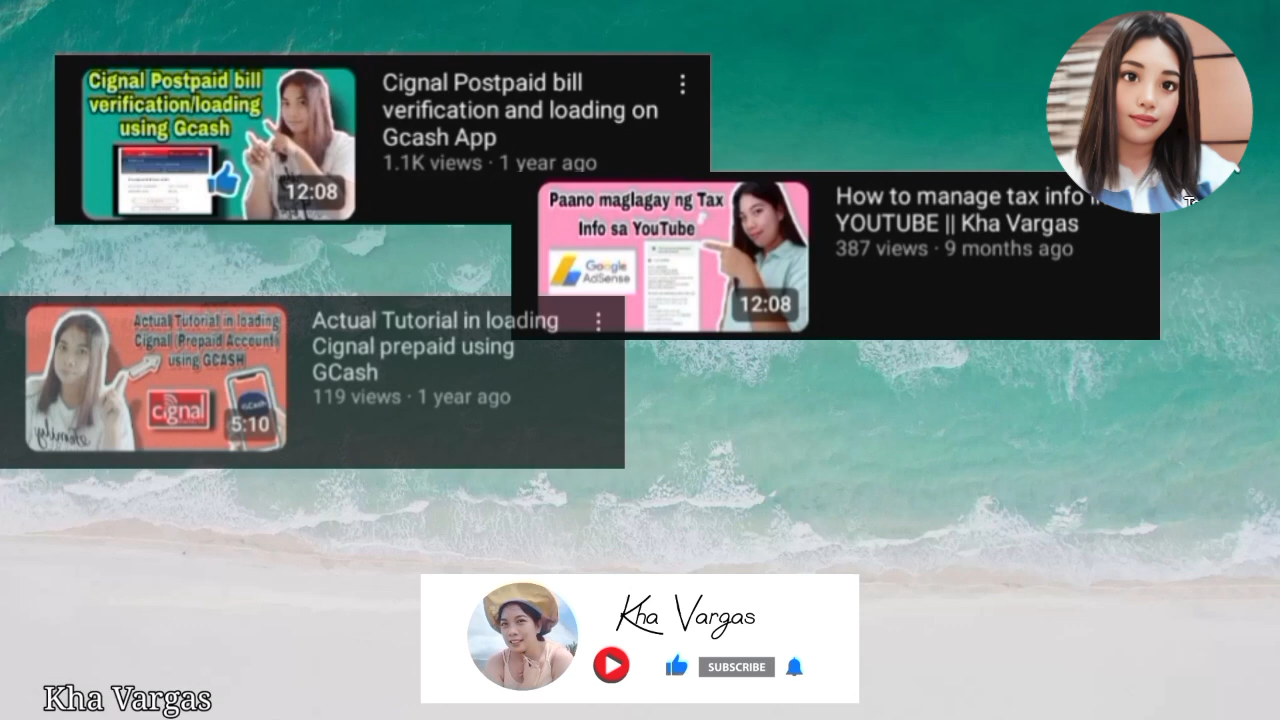 Cignal Postpaid bill
verification/loading
using Gcash
12:08
Cignal Postpaid bill
verification and loading on
Gcash App
1.1K views · 1 year ago
Paano maglagay ng Tax
Info sa YouTube
Google
AdSense
12:08
How to manage tax info
YOUTUBE || Kha Vargas
387 views · 9 months ago
Actual Tutorial in loading
Cignal (Prepaid Account)
using GCASH
cignal
GCash
5:10
family
Actual Tutorial in loading
Cignal prepaid using
GCash
119 views · 1 year ago
Kha Vargas
SUBSCRIBE
Kha Vargas